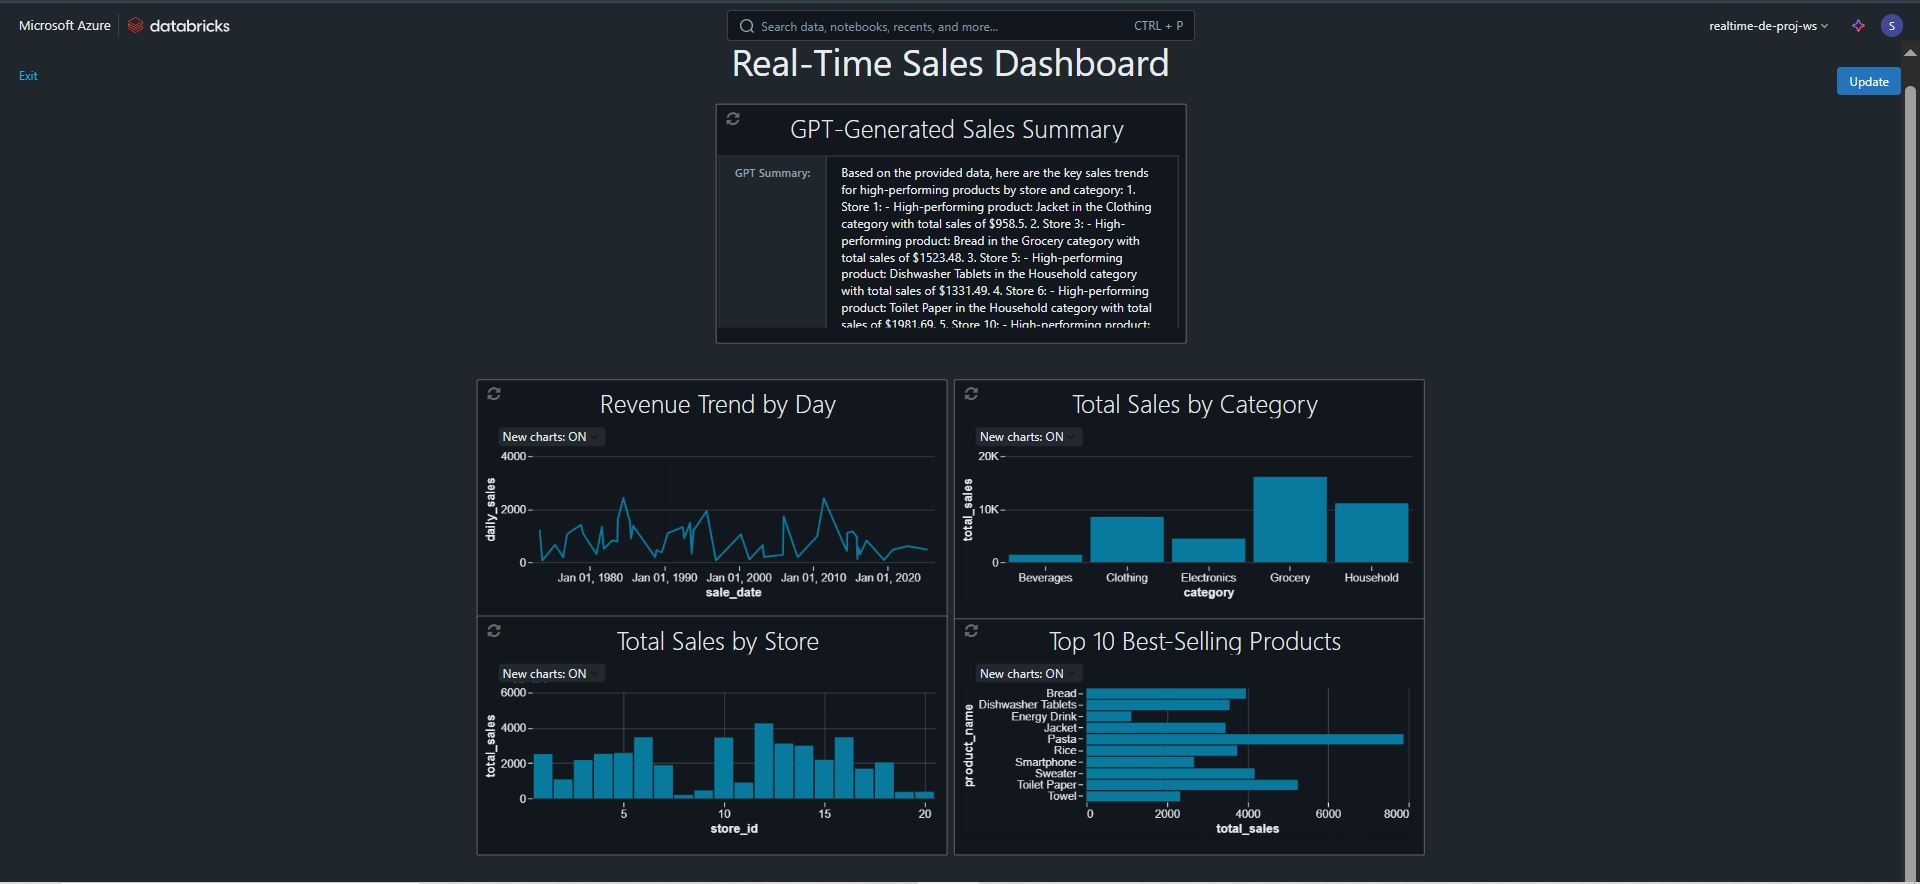 Microsoft Azure databricks
Search data, notebooks, recents, and more... CTRL + P
realtime-de-proj-ws S
Exit
Real-Time Sales Dashboard
Update
GPT-Generated Sales Summary
GPT Summary:
Based on the provided data, here are the key sales trends
for high-performing products by store and category: 1.
Store 1: - High-performing product: Jacket in the Clothing
category with total sales of $958.5. 2. Store 3: - High-
performing product: Bread in the Grocery category with
total sales of $1523.48. 3. Store 5: - High-performing
product: Dishwasher Tablets in the Household category
with total sales of $1331.49. 4. Store 6: - High-performing
product: Toilet Paper in the Household category with total
sales of $1981.69. 5. Store 10: - High-performing product:
Revenue Trend by Day
New charts: ON
4000
2000
0
daily_sales
Jan 01, 1980 Jan 01, 1990 Jan 01, 2000 Jan 01, 2010 Jan 01, 2020
sale_date
Total Sales by Category
New charts: ON
20K
10K
0
total_sales
Beverages Clothing Electronics Grocery Household
category
Total Sales by Store
New charts: ON
6000
4000
2000
0
total_sales
5 10 15 20
store_id
Top 10 Best-Selling Products
New charts: ON
product_name
Bread
Dishwasher Tablets
Energy Drink
Jacket
Pasta
Rice
Smartphone
Sweater
Toilet Paper
Towel
0 2000 4000 6000 8000
total_sales